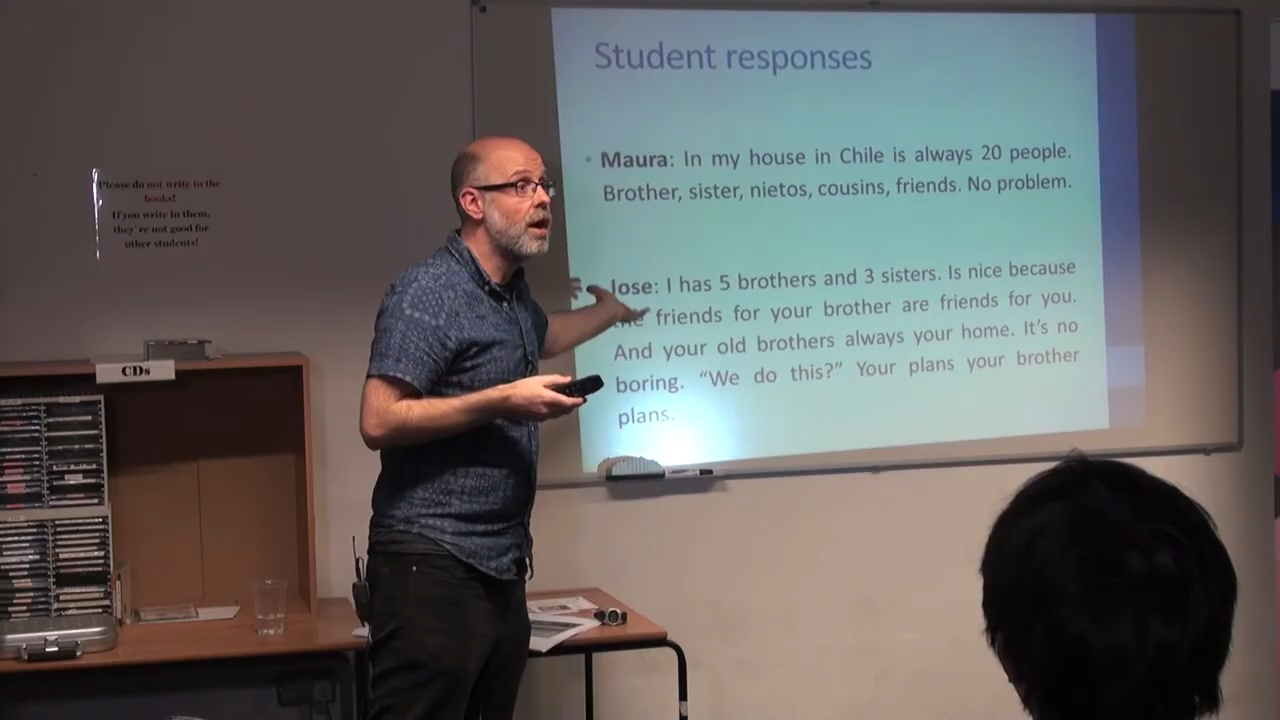 Student responses
• Maura: In my house in Chile is always 20 people.
Brother, sister, nietos, cousins, friends. No problem.
Jose: I has 5 brothers and 3 sisters. Is nice because
friends for your brother are friends for you.
And your old brothers always your home. It's no
boring. “We do this?” Your plans your brother
plans.
Please do not write in the
books!
If you write in them,
they're not good for
other students!
CDs